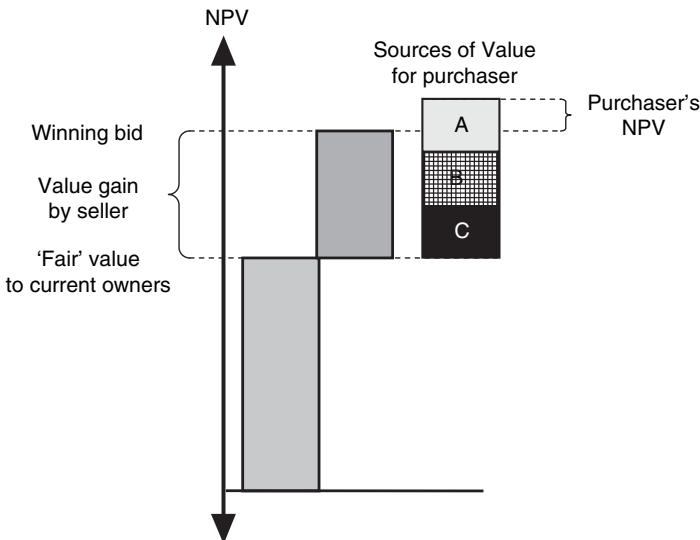 NPV
Sources of Value
for purchaser
Purchaser's
NPV
Winning bid
Value gain
by seller
‘Fair’ value
to current owners
A
B
C